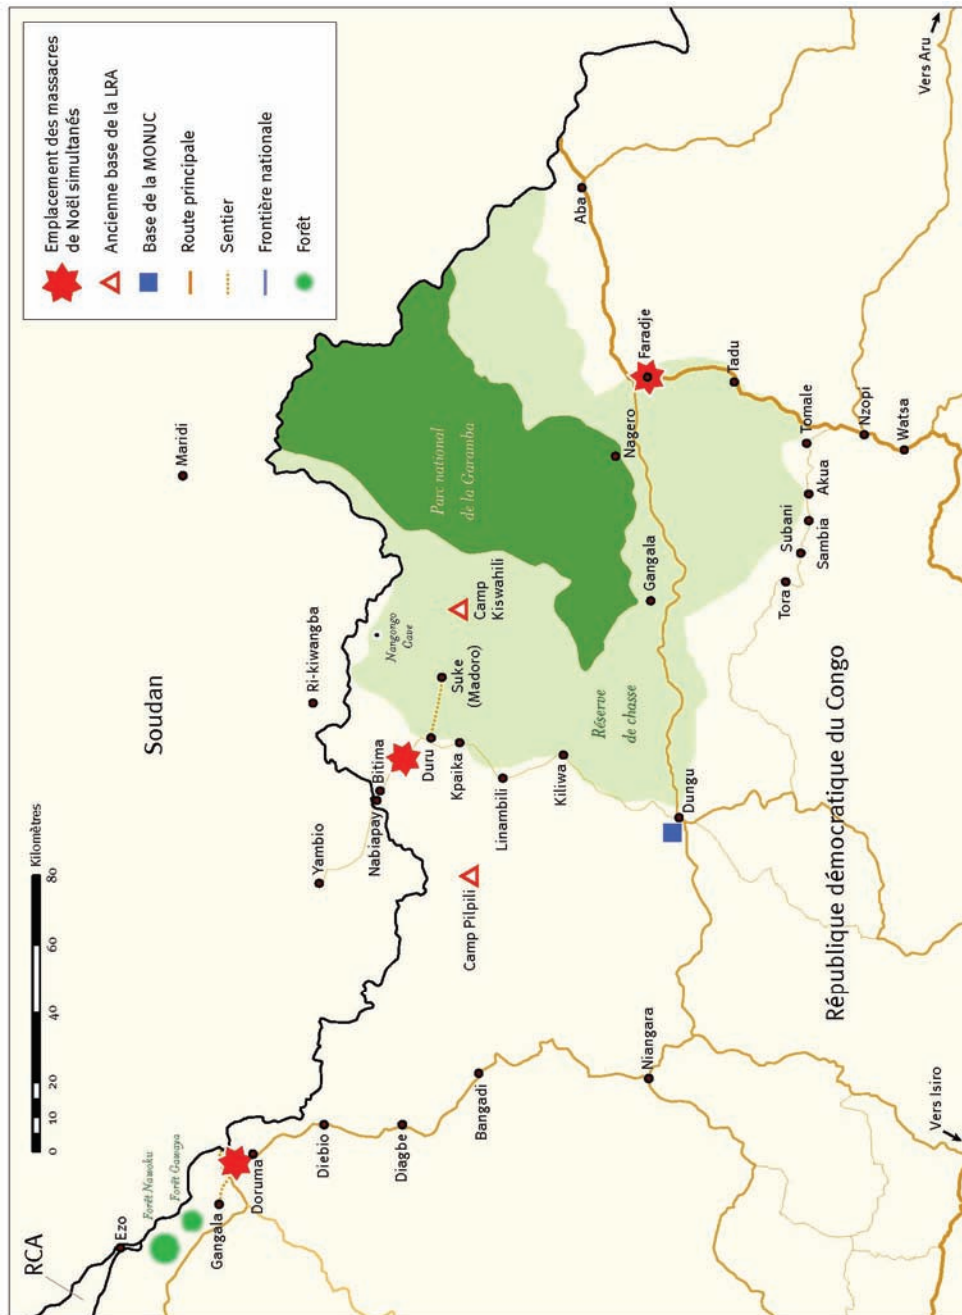 RCA
Ezo
Forêt Nawoku
Forêt Gawaya
Gangala
Doruma
Diebio
Diagbe
Bangadi
Niangara
Vers Isiro
0 10 20 40 60 80 Kilomètres
Soudan
Yambio
Nabiapay
Bitima
Ri-kiwangba
Maridi
Nangongo
Cave
Duru
Kpaika
Suke
(Madoro)
Camp
Kiswahili
Camp Pilpili
Linambili
Kiliwa
Dungu
Parc national
de la Garamba
Réserve
de chasse
Gangala
Nagero
Faradje
Aba
Tadu
Tora
Subani
Sambia
Akua
Tomale
Nzopi
Watsa
Vers Aru
République démocratique du Congo
Emplacement des massacres
de Noël simultanés
Ancienne base de la LRA
Base de la MONUC
Route principale
Sentier
Frontière nationale
Forêt